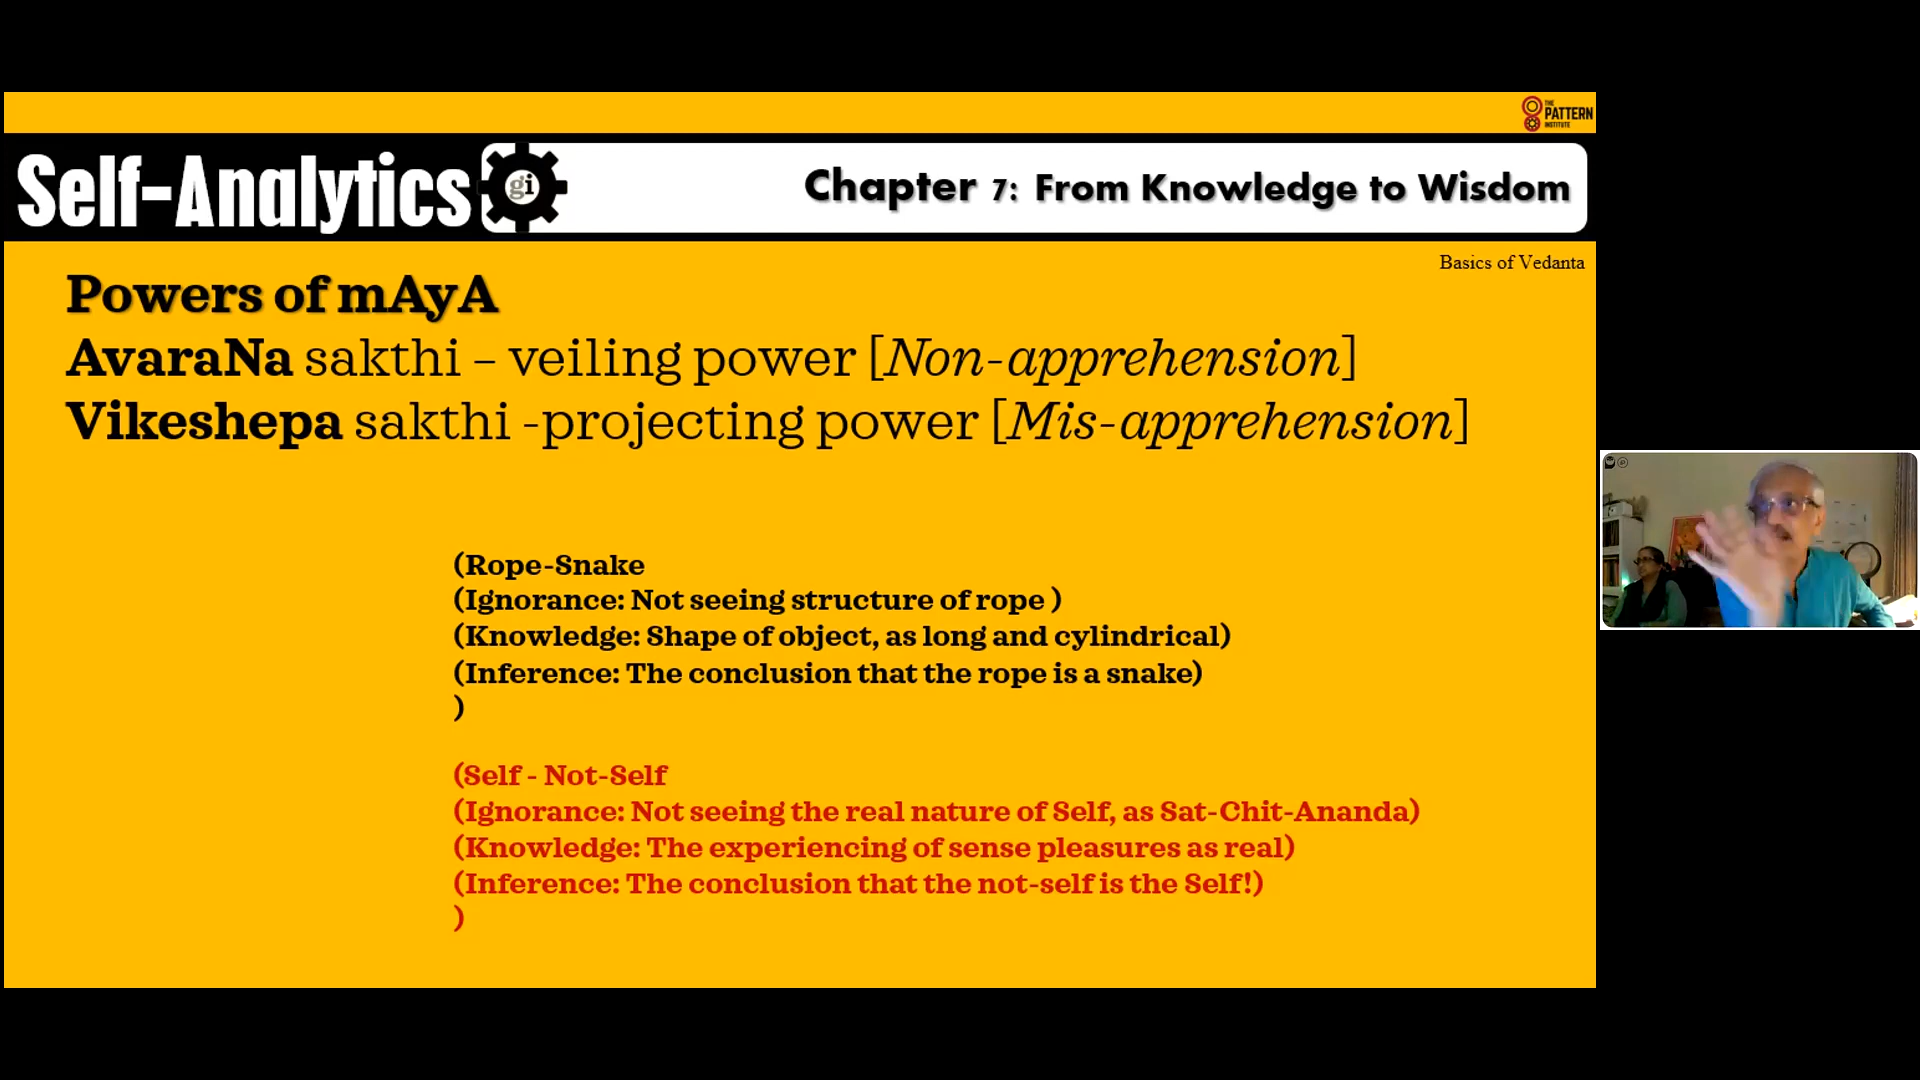 THE
PATTERN
INSTITUTE
Self-Analytics
gi
Chapter 7: From Knowledge to Wisdom
Basics of Vedanta
Powers of mAyA
AvaraNa sakthi – veiling power [Non-apprehension]
Vikeshepa sakthi -projecting power [Mis-apprehension]
(Rope-Snake
(Ignorance: Not seeing structure of rope )
(Knowledge: Shape of object, as long and cylindrical)
(Inference: The conclusion that the rope is a snake)
)
(Self - Not-Self
(Ignorance: Not seeing the real nature of Self, as Sat-Chit-Ananda)
(Knowledge: The experiencing of sense pleasures as real)
(Inference: The conclusion that the not-self is the Self!)
)